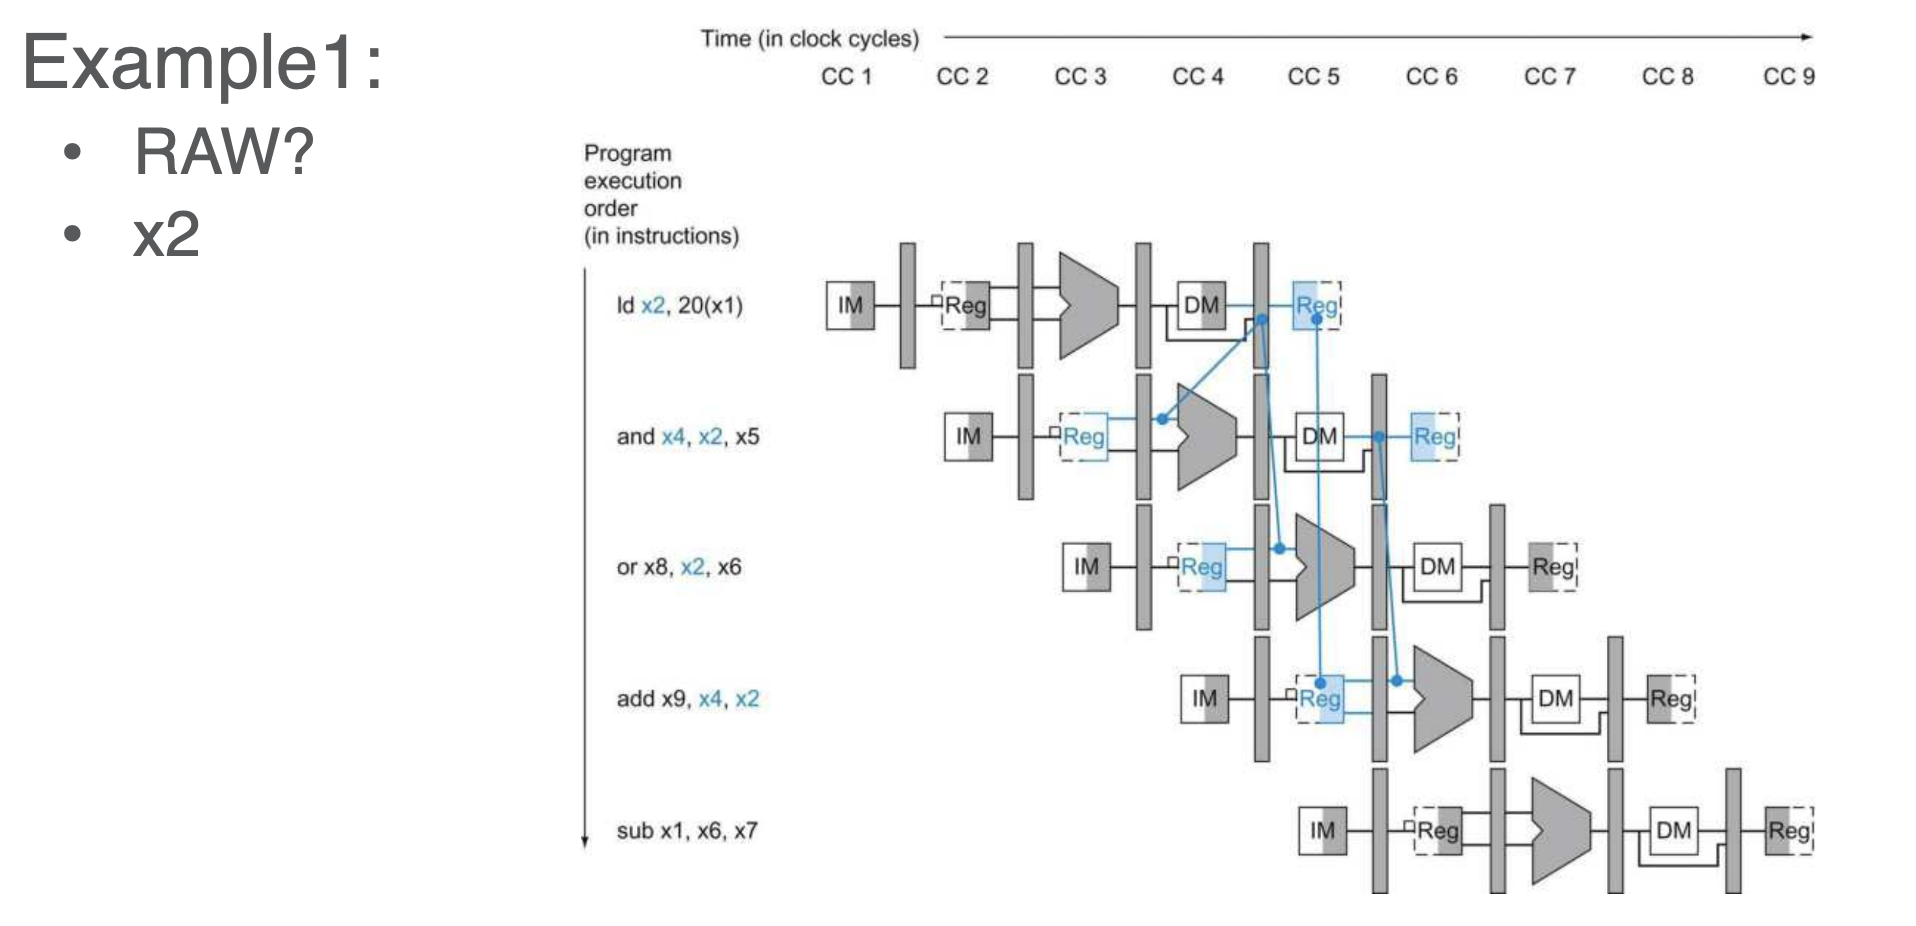 Example1:
• RAW?
• x2
Time (in clock cycles)
CC 1 CC 2 CC 3 CC 4 CC 5 CC 6 CC 7 CC 8 CC 9
Program
execution
order
(in instructions)
ld x2, 20(x1)
IM Reg DM Reg
and x4, x2, x5
IM Reg DM Reg
or x8, x2, x6
IM Reg DM Reg
add x9, x4, x2
IM Reg DM Reg
sub x1, x6, x7
IM Reg DM Reg